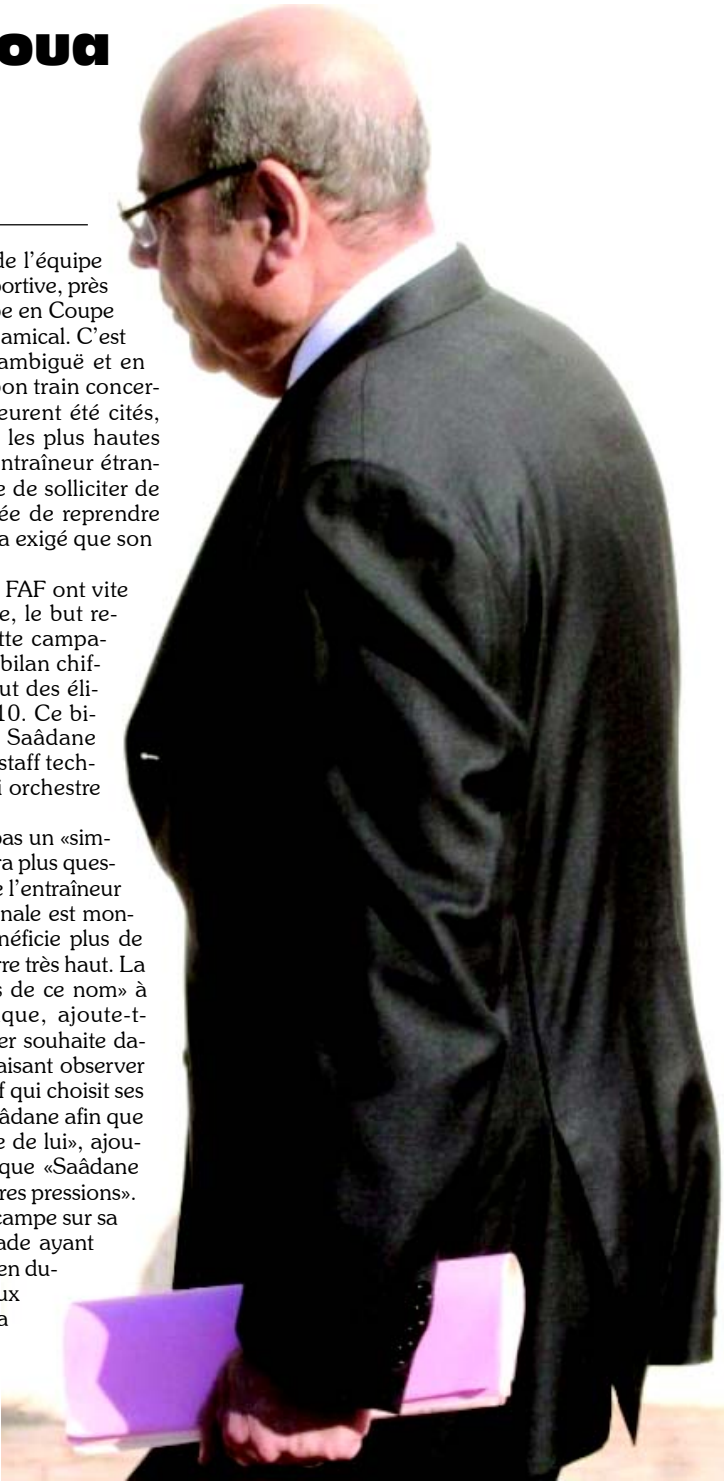 oua
de l'équipe
portive, près
pe en Coupe
amical. C'est
ambiguë et en
bon train concer-
eurent été cités,
les plus hautes
entraîneur étran-
e de solliciter de
ée de reprendre
a exigé que son
FAF ont vite
e, le but re-
tte campa-
bilan chif-
ut des éli-
10. Ce bi-
Saâdane
staff tech-
i orchestre
pas un «sim-
ra plus ques-
e l'entraîneur
nale est mon-
néficie plus de
rre très haut. La
s de ce nom» à
que, ajoute-t-
er souhaite da-
aisant observer
f qui choisit ses
âdane afin que
e de lui», ajou-
que «Saâdane
res pressions».
campe sur sa
ade ayant
en du-
ux
a